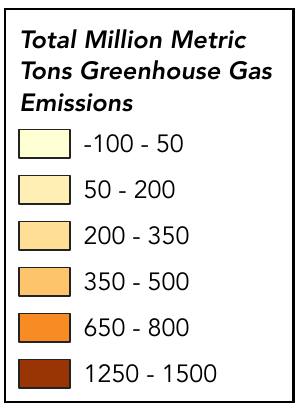 Total Million Metric
Tons Greenhouse Gas
Emissions
-100 - 50
50 - 200
200 - 350
350 - 500
650 - 800
1250 - 1500